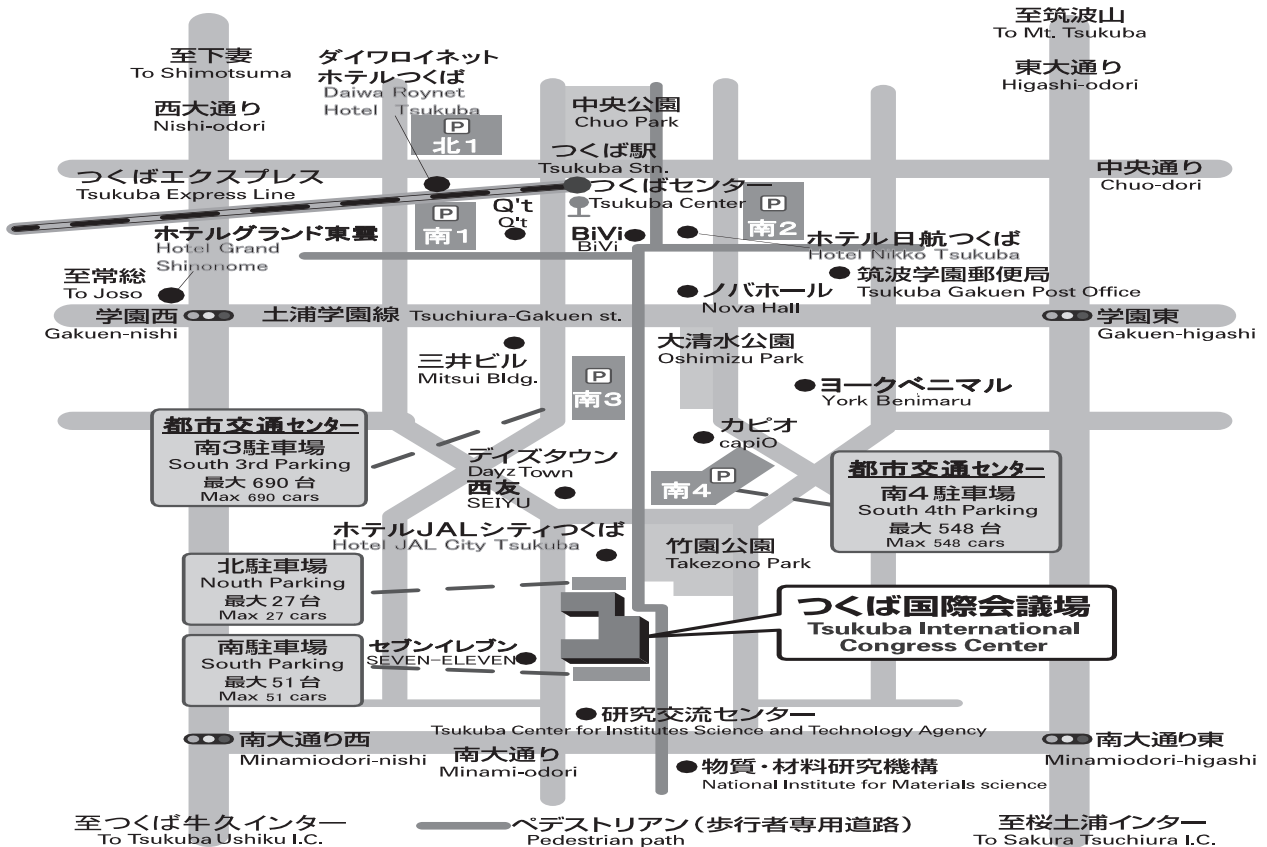 至筑波山
To Mt. Tsukuba
至下妻
To Shimotsuma
ダイワロイネット
ホテルつくば
Daiwa Roynet
Hotel Tsukuba
東大通り
Higashi-odori
西大通り
Nishi-odori
中央公園
Chuo Park
P
北1
つくば駅
Tsukuba Stn.
中央通り
Chuo-dori
つくばエクスプレス
Tsukuba Express Line
つくばセンター
Tsukuba Center
P
南1
Q't
Q't
BiVi
BiVi
P
南2
ホテルグランド東雲
Hotel Grand
Shinonome
ホテル日航つくば
Hotel Nikko Tsukuba
至常総
To Joso
ノバホール
Nova Hall
筑波学園郵便局
Tsukuba Gakuen Post Office
学園西
Gakuen-nishi
土浦学園線 Tsuchiura-Gakuen st.
学園東
Gakuen-higashi
三井ビル
Mitsui Bldg.
大清水公園
Oshimizu Park
P
南3
ヨークベニマル
York Benimaru
都市交通センター
南3駐車場
South 3rd Parking
最大690台
Max 690 cars
カピオ
capiO
デイズタウン
Dayz Town
西友
SEIYU
P
南4
都市交通センター
南4駐車場
South 4th Parking
最大548台
Max 548 cars
ホテルJALシティつくば
Hotel JAL City Tsukuba
竹園公園
Takezono Park
北駐車場
Nouth Parking
最大27台
Max 27 cars
つくば国際会議場
Tsukuba International
Congress Center
南駐車場
South Parking
最大51台
Max 51 cars
セブンイレブン
SEVEN-ELEVEN
研究交流センター
Tsukuba Center for Institutes Science and Technology Agency
南大通り西
Minamiodori-nishi
南大通り
Minami-odori
南大通り東
Minamiodori-higashi
物質・材料研究機構
National Institute for Materials science
至つくば牛久インター
To Tsukuba Ushiku I.C.
ペデストリアン(歩行者専用道路)
Pedestrian path
至桜土浦インター
To Sakura Tsuchiura I.C.